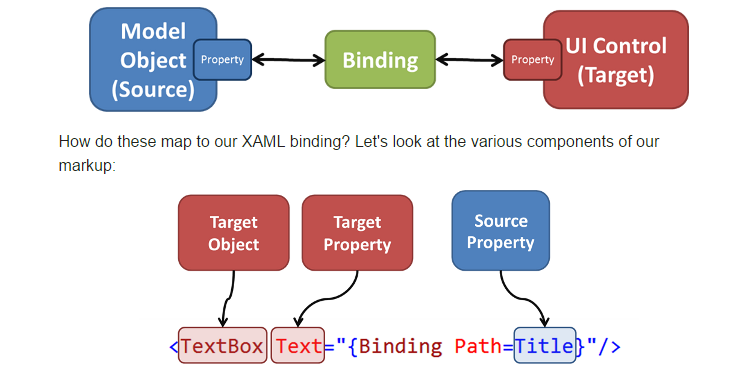 Model
Object
(Source)
Property
Binding
Property
UI Control
(Target)
How do these map to our XAML binding? Let's look at the various components of our
markup:
Target
Object
Target
Property
Source
Property
<TextBox Text="{Binding Path=Title}"/>